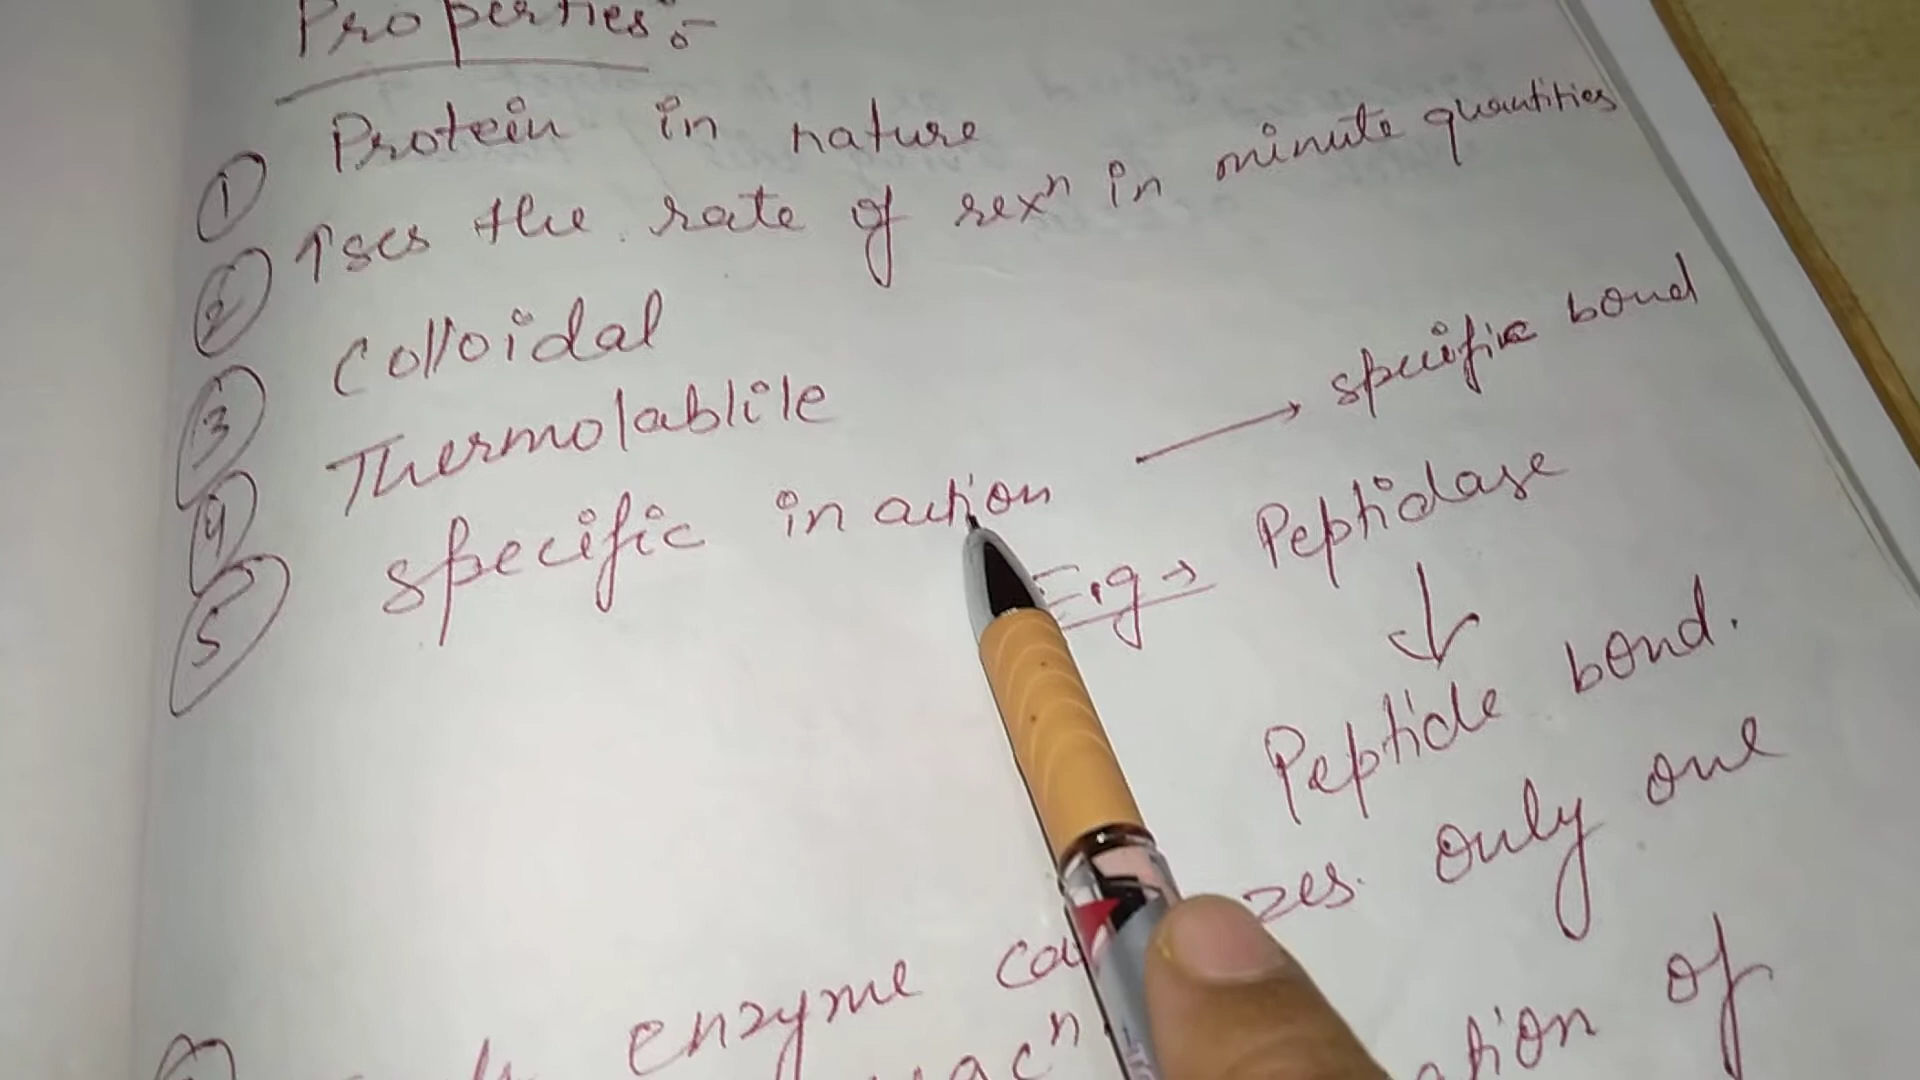 Properties:-
① Protein in nature
② ↑ses the rate of rexⁿ in minute quantities
③ Colloidal
④ Thermolablile
⑤ specific in action → specific bond
E.g → Peptidase
↓
Peptide bond.
enzyme zes only one
of